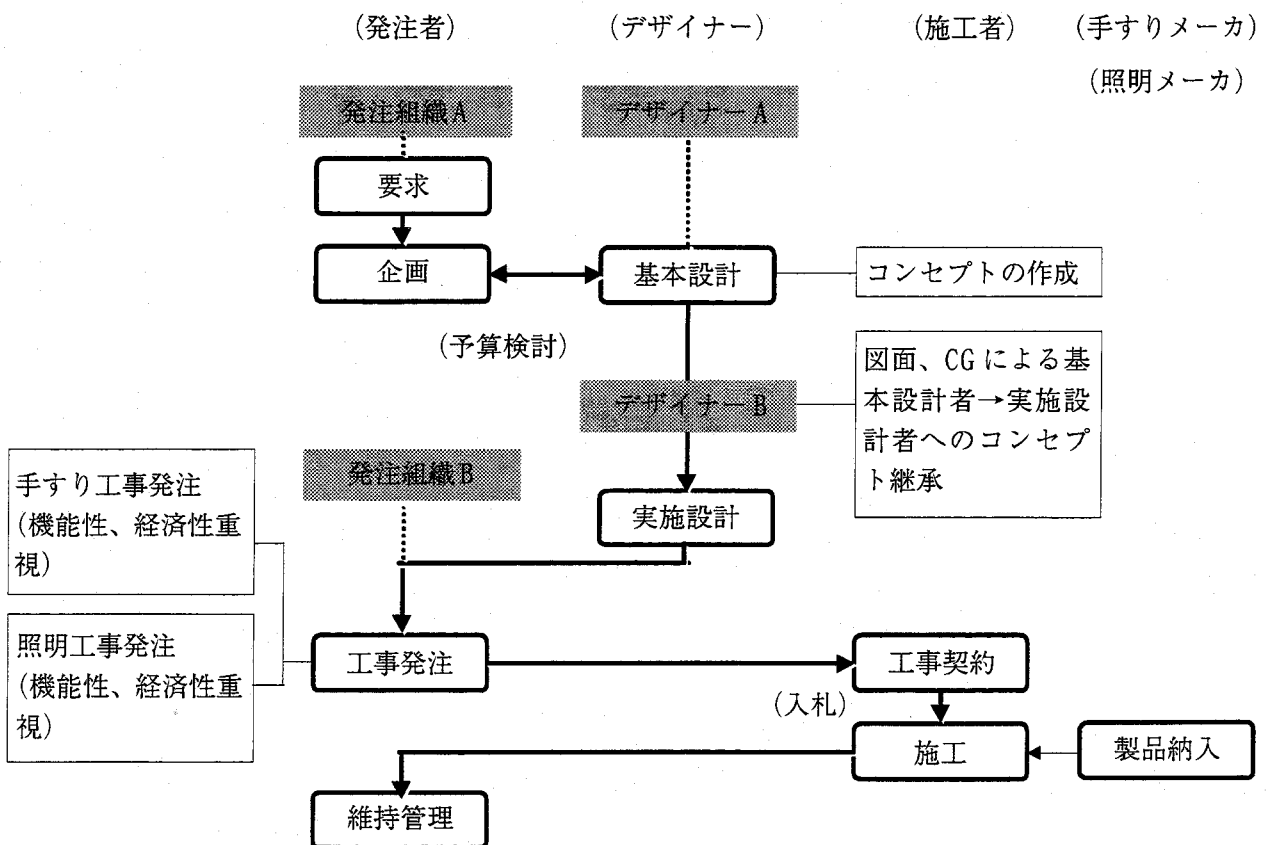 (発注者)
(デザイナー)
(施工者)
(手すりメーカ)
(照明メーカ)
発注組織A
デザイナーA
要求
企画
基本設計
コンセプトの作成
(予算検討)
図面、CGによる基
本設計者→実施設
計者へのコンセプ
ト継承
デザイナーB
発注組織B
実施設計
手すり工事発注
(機能性、経済性重
視)
照明工事発注
(機能性、経済性重
視)
工事発注
工事契約
(入札)
施工
製品納入
維持管理